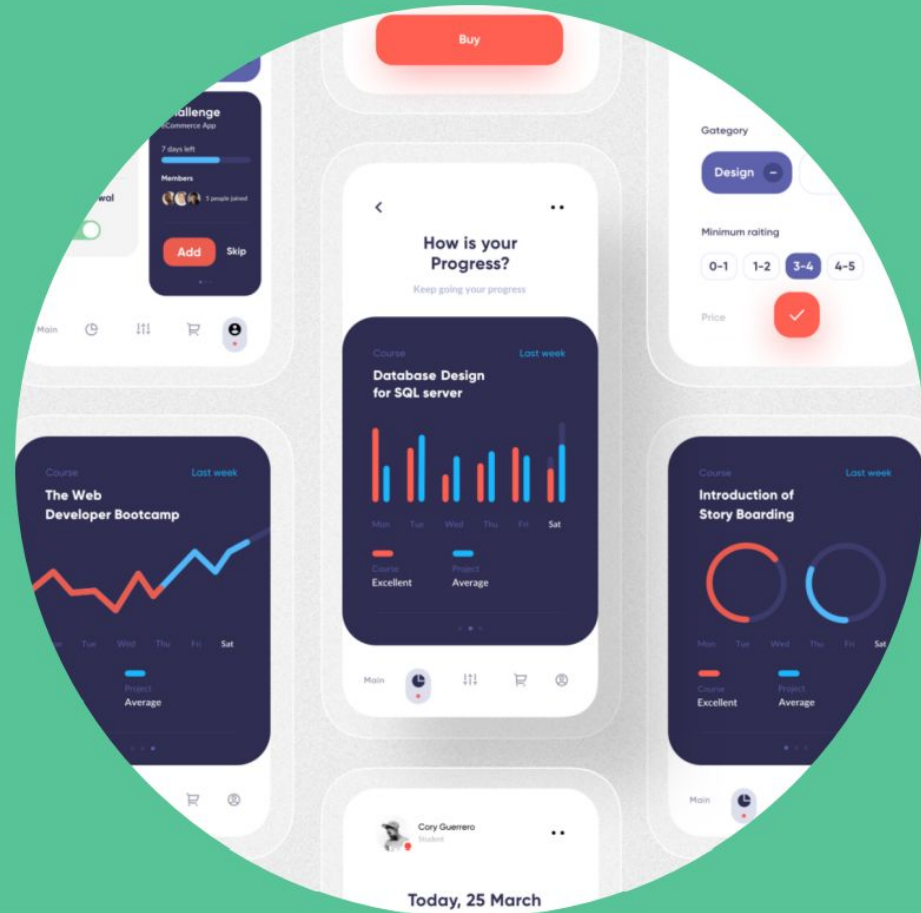 Buy
Challenge
eCommerce App
7 days left
Members
5 people joined
Add
Skip
Main
Gategory
Design
Minimum raiting
0-1
1-2
3-4
4-5
Price
How is your
Progress?
Keep going your progress
Course
Last week
Database Design
for SQL server
Mon Tue Wed Thu Fri Sat
Course
Excellent
Project
Average
Main
Course
Last week
The Web
Developer Bootcamp
Tue Wed Thu Fri Sat
Project
Average
Course
Last week
Introduction of
Story Boarding
Mon Tue Wed Thu Fri Sat
Course
Excellent
Project
Average
Main
Cory Guerrero
Student
Today, 25 March